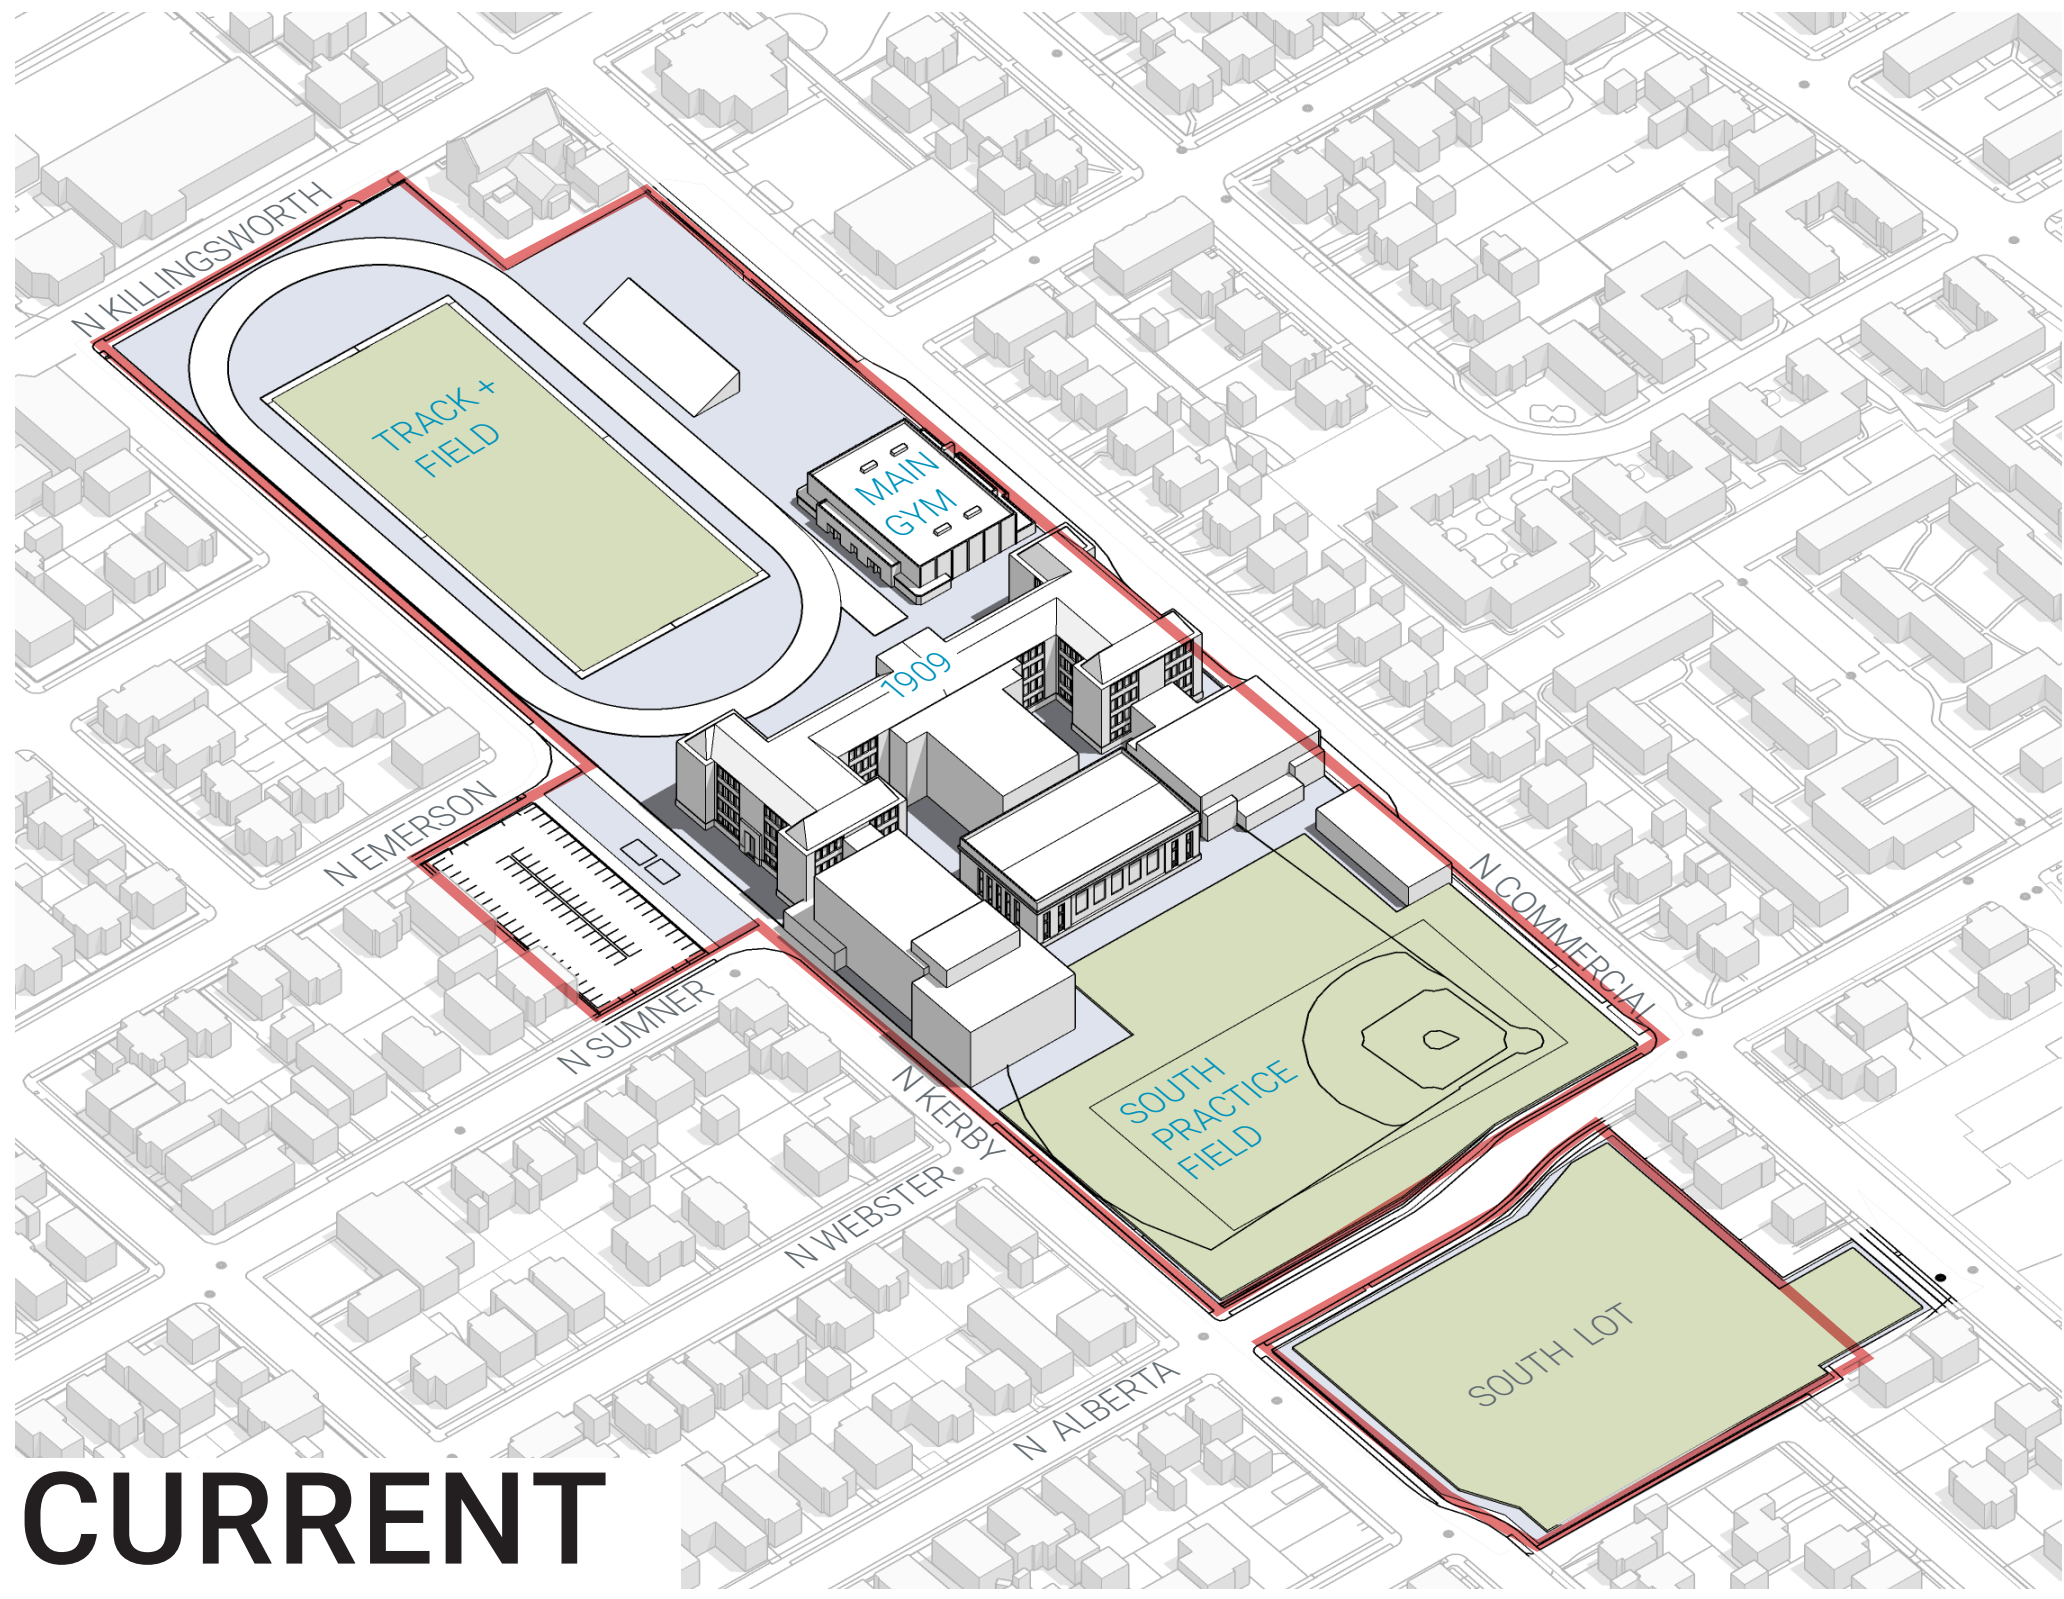 N KILLINGSWORTH
TRACK +
FIELD
MAIN
GYM
1909
N EMERSON
N COMMERCIAL
N SUMNER
N KERBY
SOUTH
PRACTICE
FIELD
N WEBSTER
SOUTH LOT
N ALBERTA
CURRENT